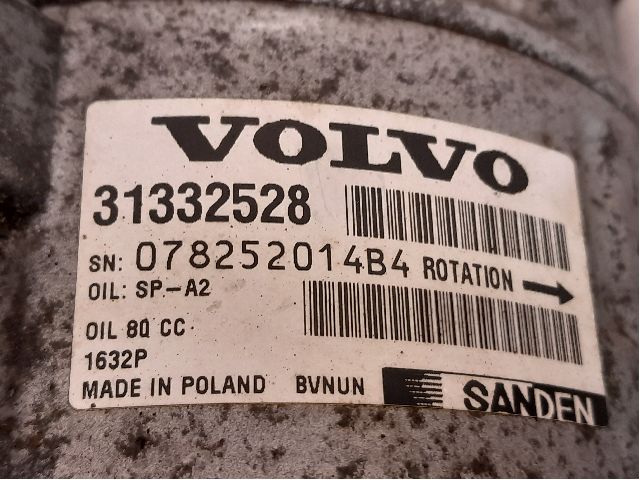 VOLVO
31332528
SN: 078252014B4 ROTATION →
OIL: SP-A2
OIL 80 CC
1632P
MADE IN POLAND BVNUN SANDEN